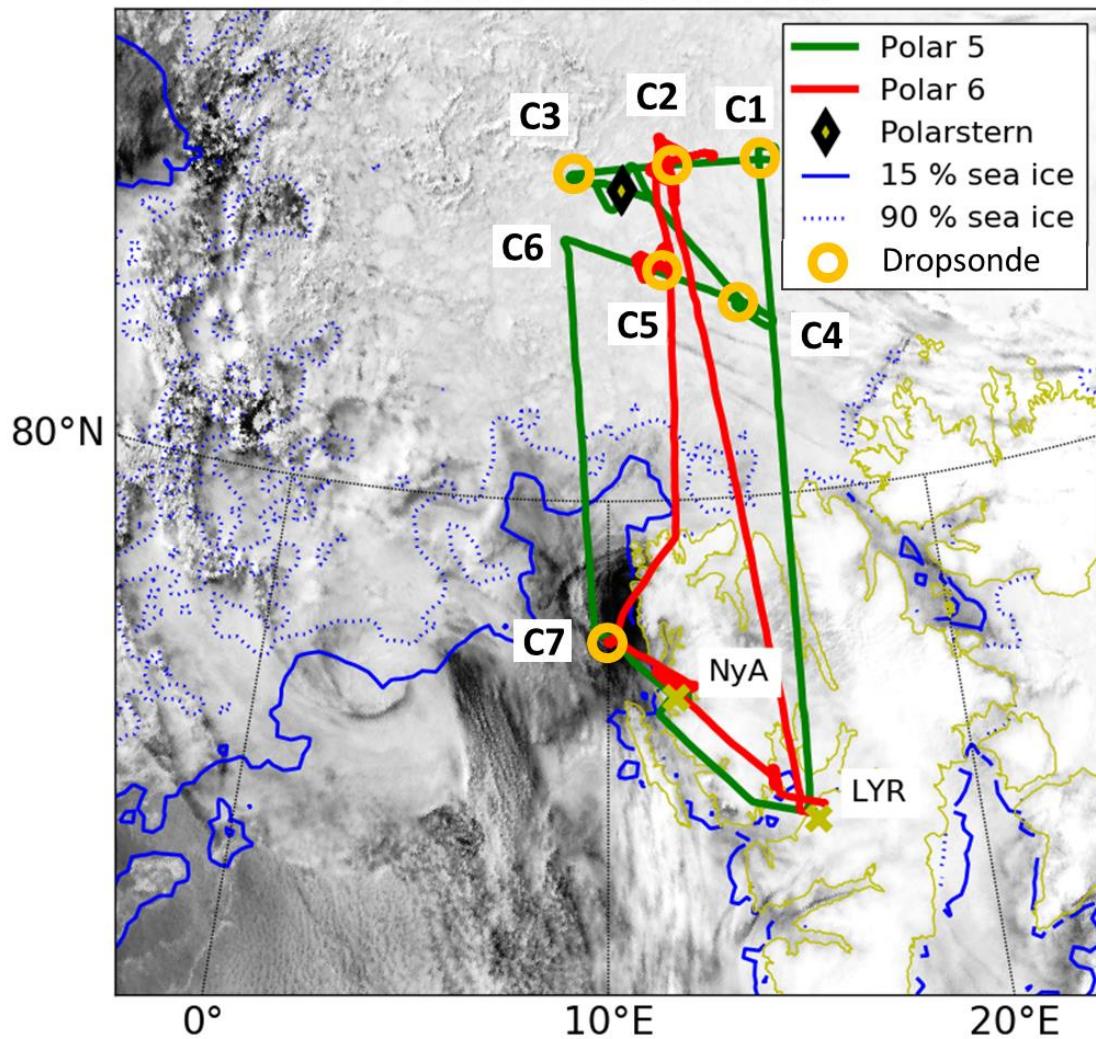 Polar 5
Polar 6
Polarstern
15 % sea ice
90 % sea ice
Dropsonde
C3
C2
C1
C6
C5
C4
80°N
C7
NyA
LYR
0°
10°E
20°E